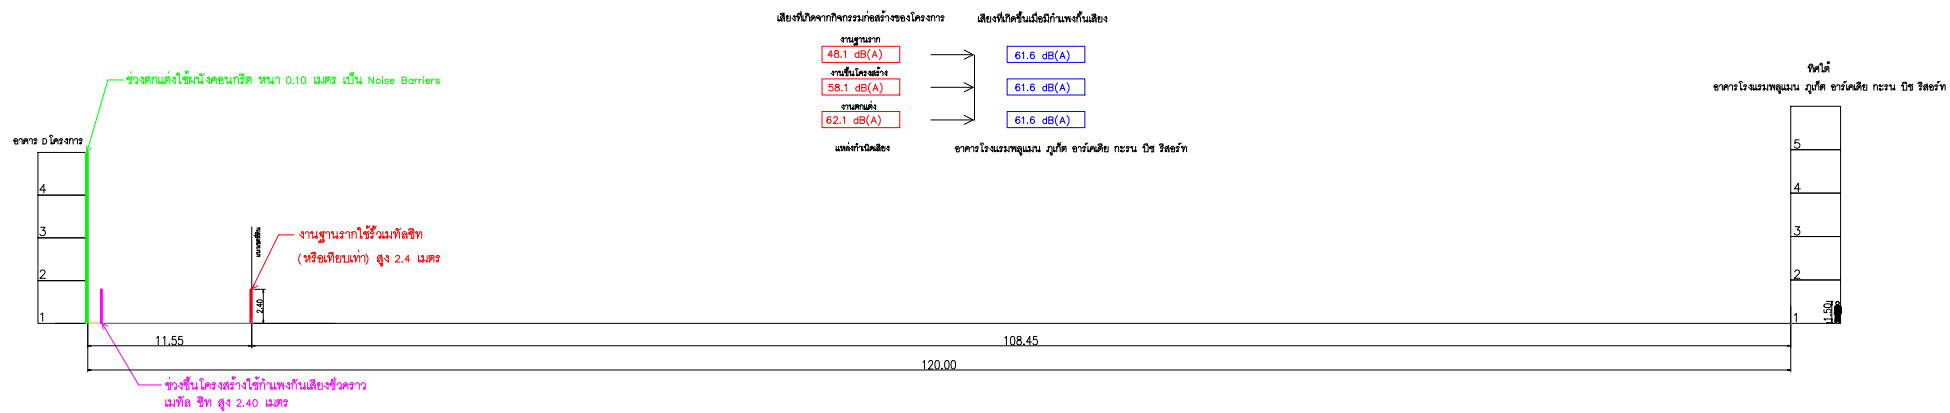 เสียงที่เกิดจากกิจกรรมก่อสร้างของโครงการ
เสียงที่เกิดขึ้นเมื่อมีกำแพงกั้นเสียง
งานฐานราก
48.1 dB(A)
61.6 dB(A)
งานขึ้นโครงสร้าง
58.1 dB(A)
61.6 dB(A)
งานตกแต่ง
62.1 dB(A)
61.6 dB(A)
แหล่งกำเนิดเสียง
อาคารโรงแรมพลูแมน ภูเก็ต อาร์เคเดีย กะรน บีช รีสอร์ท
ช่วงตกแต่งใช้ผนังคอนกรีต หนา 0.10 เมตร เป็น Noise Barriers
ทิศใต้
อาคารโรงแรมพลูแมน ภูเก็ต อาร์เคเดีย กะรน บีช รีสอร์ท
อาคาร D โครงการ
4
3
2
1
แนวเขตที่ดิน
งานฐานรากใช้รั้วเมทัลชีท
(หรือเทียบเท่า) สูง 2.4 เมตร
2.40
5
4
3
2
1
1.50
11.55
108.45
120.00
ช่วงขึ้นโครงสร้างใช้กำแพงกันเสียงชั่วคราว
เมทัล ชีท สูง 2.40 เมตร